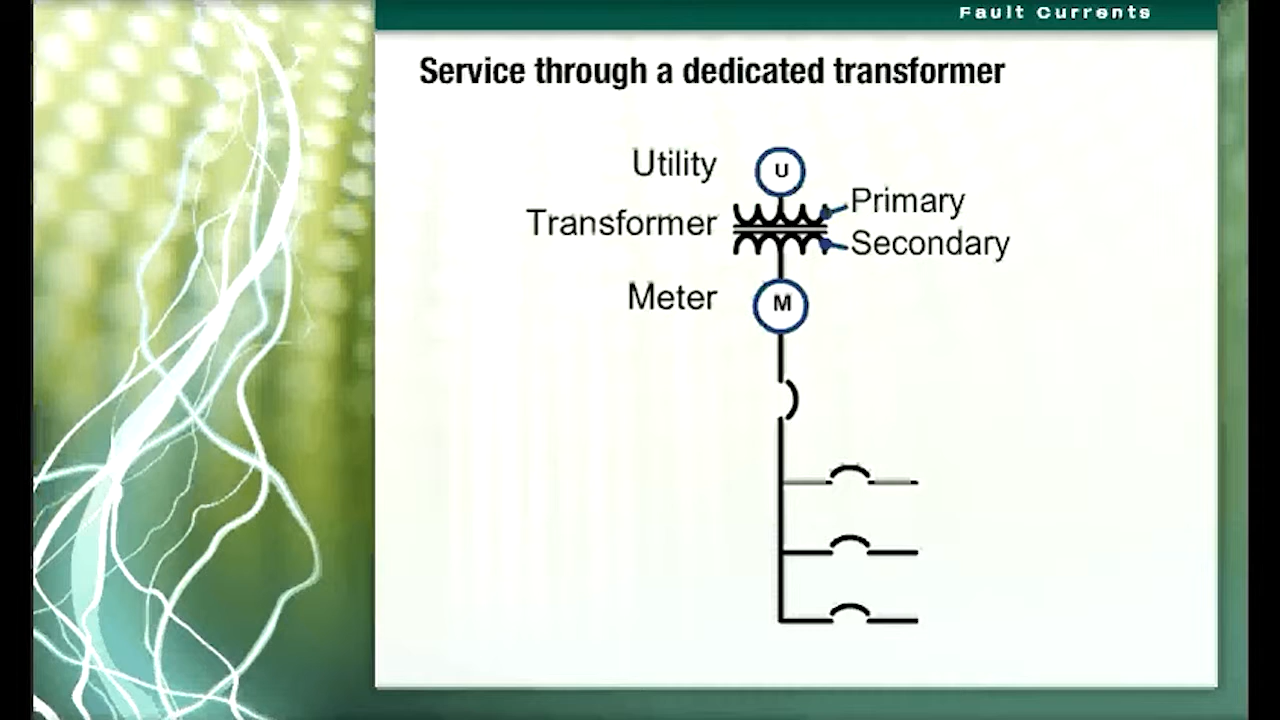 Fault Currents
Service through a dedicated transformer
Utility
U
Primary
Transformer
Secondary
Meter
M